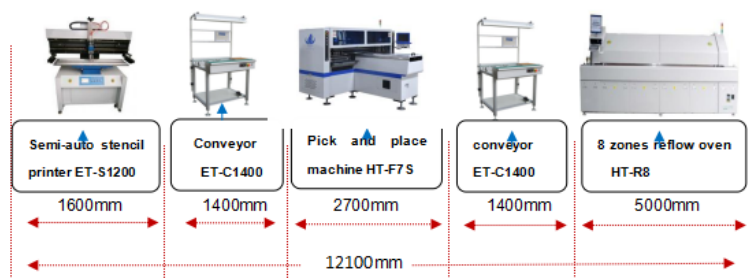 Semi-auto stencil
printer ET-S1200
Conveyor
ET-C1400
Pick and place
machine HT-F7S
conveyor
ET-C1400
8 zones reflow oven
HT-R8
1600mm
1400mm
2700mm
1400mm
5000mm
12100mm